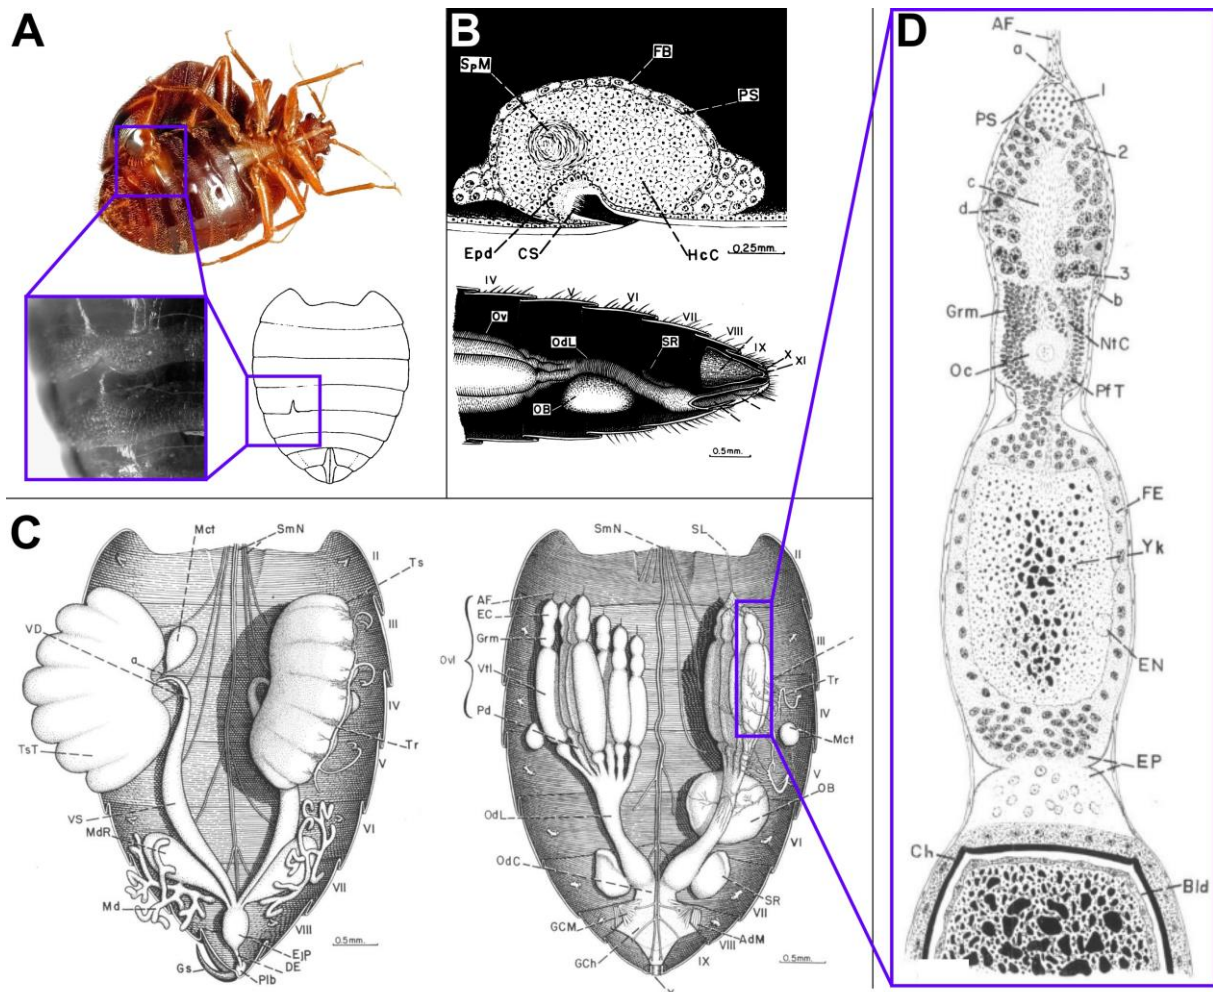 A
B
SpM
FB
PS
Epd
CS
HcC
0.25mm.
IV
V
VI
VII
VIII
IX
X
XI
Ov
OdL
SR
OB
0.5mm.
C
Mct
SmN
II
Ts
VD
III
a
IV
TsT
Tr
V
VS
VI
MdR
VII
Md
VIII
0.5mm.
EjP
Gs
DE
Plb
SmN
SL
II
AF
EC
Grm
III
Ovl
Vtl
Tr
IV
Pd
Mct
V
OB
OdL
VI
OdC
SR
VII
GCM
AdM
VIII
GCh
IX
0.5mm.
D
AF
a
1
PS
2
c
d
3
b
Grm
NtC
Oc
PfT
FE
Yk
EN
EP
Ch
Bld